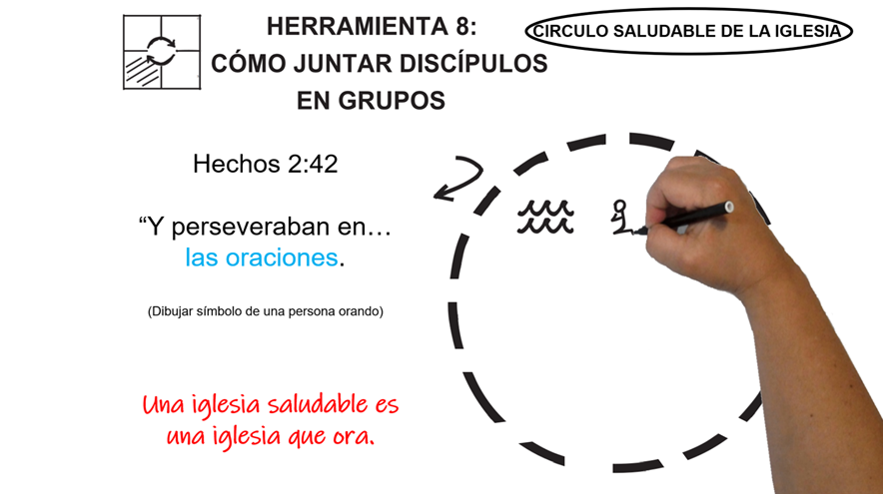 HERRAMIENTA 8:
CÓMO JUNTAR DISCÍPULOS
EN GRUPOS
CIRCULO SALUDABLE DE LA IGLESIA
Hechos 2:42
“Y perseveraban en...
las oraciones.
(Dibujar símbolo de una persona orando)
Una iglesia saludable es
una iglesia que ora.